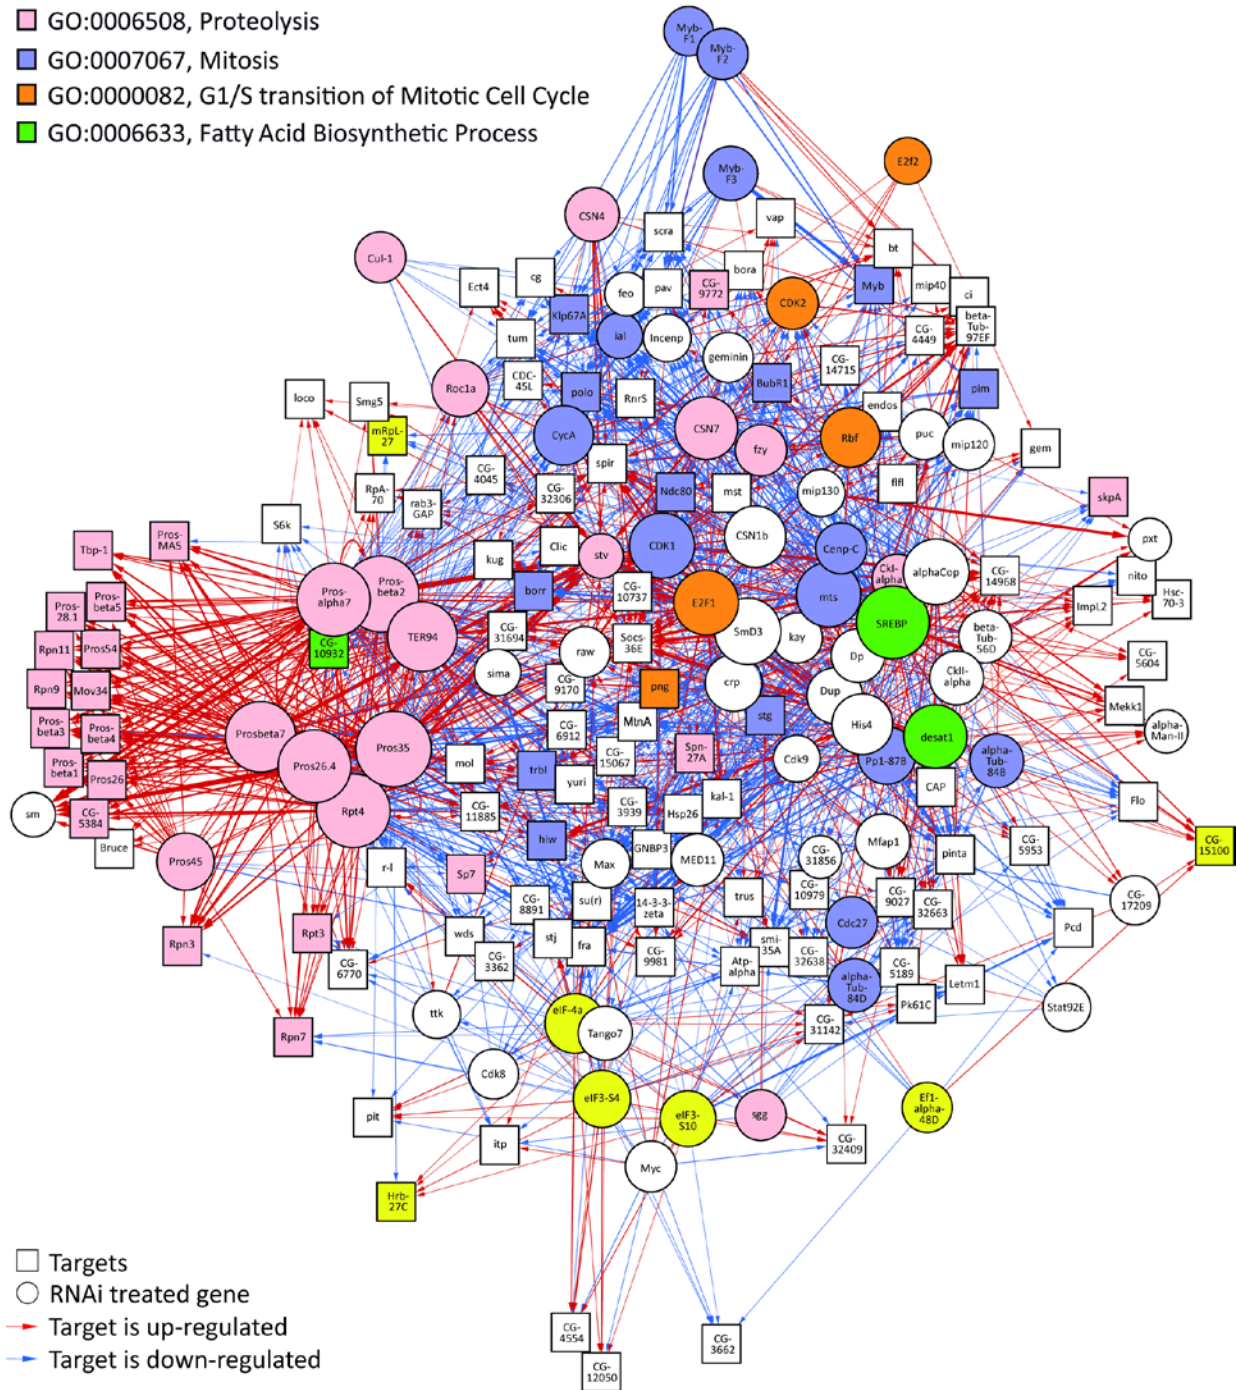 GO:0006508, Proteolysis
GO:0007067, Mitosis
GO:0000082, G1/S transition of Mitotic Cell Cycle
GO:0006633, Fatty Acid Biosynthetic Process
Myb-
F1
Myb-
F2
Myb-
F3
E2f2
CSN4
vap
scra
Cul-1
bt
cg
Ect4
feo
pav
CG-
9772
bora
CDK2
Myb
mip40
ci
Klp67A
ial
Incenp
geminin
tum
CG-
4449
beta-
Tub-
97EF
CG-
14715
CDC-
45L
polo
RnrS
BubR1
endos
pim
Roc1a
loco
Smg5
mRpL-
27
CycA
CSN7
fzy
Rbf
puc
mip120
gem
spir
CG-
4045
CG-
32306
Ndc80
mst
mip130
flfl
skpA
RpA-
70
rab3-
GAP
S6k
Pros-
MA5
Tbp-1
kug
Clic
stv
CDK1
CSN1b
Cenp-C
CkI-
alpha
alphaCop
CG-
14968
pxt
nito
Hsc-
70-3
ImpL2
Pros-
alpha7
Pros-
beta2
borr
CG-
10737
E2F1
mts
SREBP
Pros-
28.1
Pros-
beta5
TER94
CG-
31694
Socs-
36E
SmD3
kay
beta-
Tub-
56D
CG-
10932
Rpn11
Pros54
sima
raw
Dp
CG-
5604
CkII-
alpha
Rpn9
Mov34
CG-
9170
png
crp
Dup
Mekk1
alpha-
Man-II
Pros-
beta3
Pros-
beta4
Prosbeta7
Pros35
CG-
6912
MtnA
stg
His4
desat1
Pros-
beta1
Pros26
Pros26.4
mol
trbl
CG-
15067
Spn-
27A
Cdk9
Pp1-87B
alpha-
Tub-
84B
yuri
CAP
Flo
sm
CG-
5384
Rpt4
CG-
11885
CG-
3939
Hsp26
kal-1
Bruce
Pros45
r-l
hiw
GNBP3
Max
MED11
CG-
31856
Mfap1
pinta
CG-
5953
CG-
15100
Sp7
CG-
8891
su(r)
14-3-3-
zeta
trus
CG-
10979
CG-
9027
CG-
32663
CG-
17209
Rpn3
Rpt3
wds
stj
fra
Cdc27
Pcd
CG-
6770
CG-
3362
CG-
9981
Atp-
alpha
smi-
35A
CG-
32638
CG-
5189
alpha-
Tub-
84D
Letm1
Pk61C
Stat92E
ttk
eIF-4a
Tango7
CG-
31142
Rpn7
Cdk8
eIF3-S4
eIF3-
S10
sgg
Ef1-
alpha-
48D
pit
itp
CG-
32409
Myc
Hrb-
27C
CG-
4554
CG-
3662
CG-
12050
Targets
RNAi treated gene
Target is up-regulated
Target is down-regulated